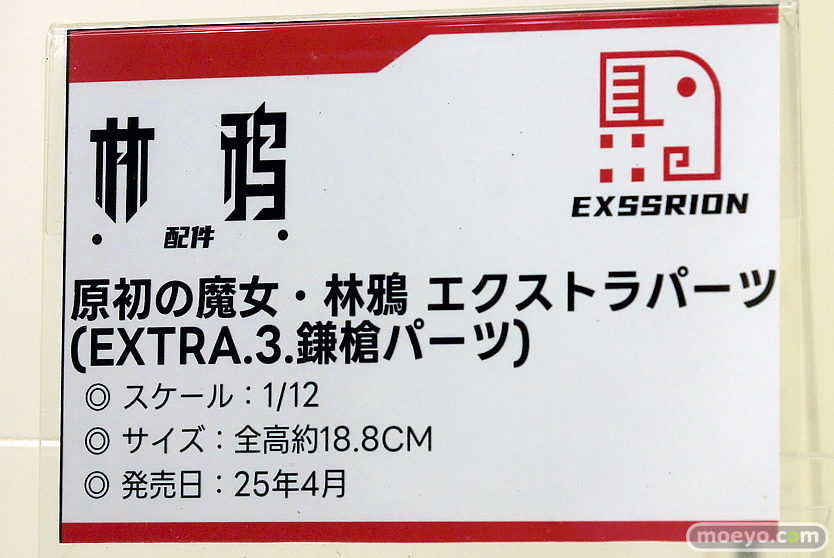 林鴉
・配件・
EXSSRION
原初の魔女・林鴉 エクストラパーツ
(EXTRA.3.鎌槍パーツ)
◎ スケール：1/12
◎ サイズ：全高約18.8CM
◎ 発売日：25年4月
moeyo.com